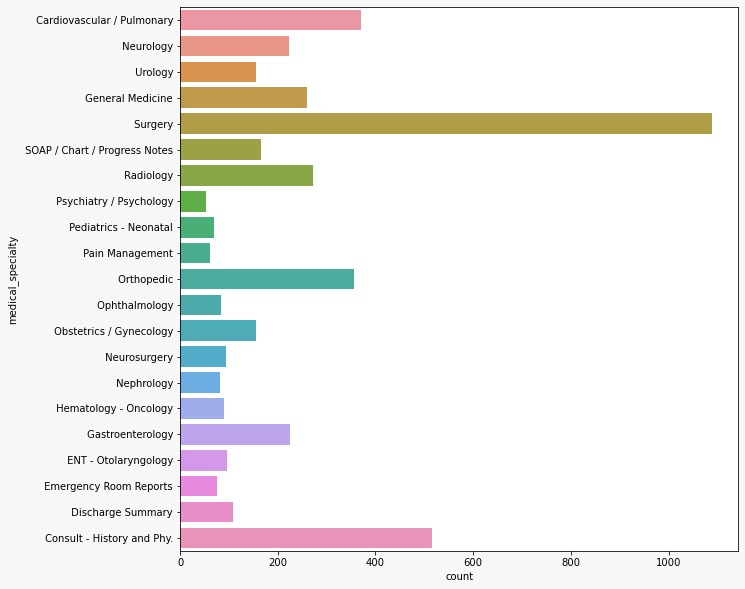 Cardiovascular / Pulmonary
Neurology
Urology
General Medicine
Surgery
SOAP / Chart / Progress Notes
Radiology
Psychiatry / Psychology
Pediatrics - Neonatal
Pain Management
Orthopedic
Ophthalmology
Obstetrics / Gynecology
Neurosurgery
Nephrology
Hematology - Oncology
Gastroenterology
ENT - Otolaryngology
Emergency Room Reports
Discharge Summary
Consult - History and Phy.
medical_specialty
0 200 400 600 800 1000
count